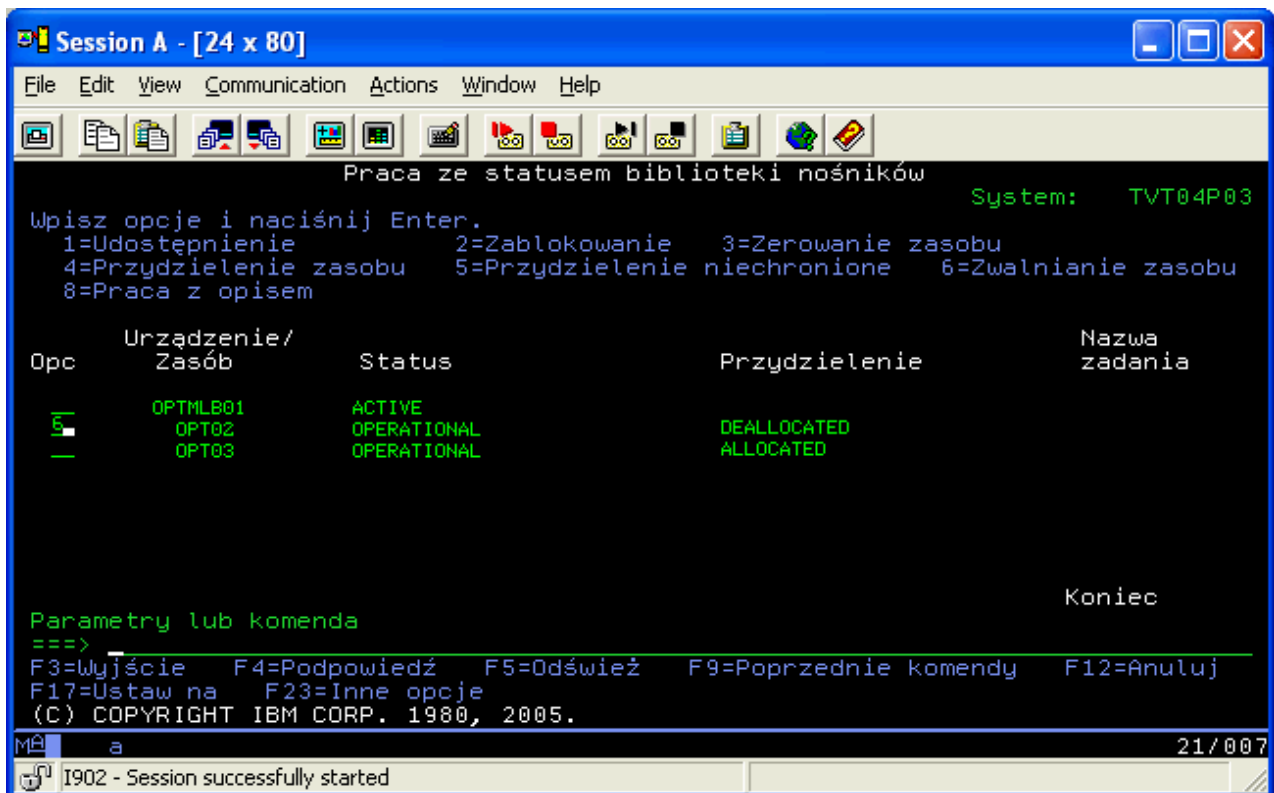 Session A - [24 x 80]
File Edit View Communication Actions Window Help
Praca ze statusem biblioteki nośników
System: TVT04P03
Wpisz opcje i naciśnij Enter.
1=Udostępnienie 2=Zablokowanie 3=Zerowanie zasobu
4=Przydzielenie zasobu 5=Przydzielenie niechronione 6=Zwalnianie zasobu
8=Praca z opisem
Urządzenie/ Nazwa
Opc Zasób Status Przydzielenie zadania
OPTMLB01 ACTIVE
6 OPT02 OPERATIONAL DEALLOCATED
OPT03 OPERATIONAL ALLOCATED
Koniec
Parametry lub komenda
===>
F3=Wyjście F4=Podpowiedź F5=Odśwież F9=Poprzednie komendy F12=Anuluj
F17=Ustaw na F23=Inne opcje
(C) COPYRIGHT IBM CORP. 1980, 2005.
MA a 21/007
I902 - Session successfully started